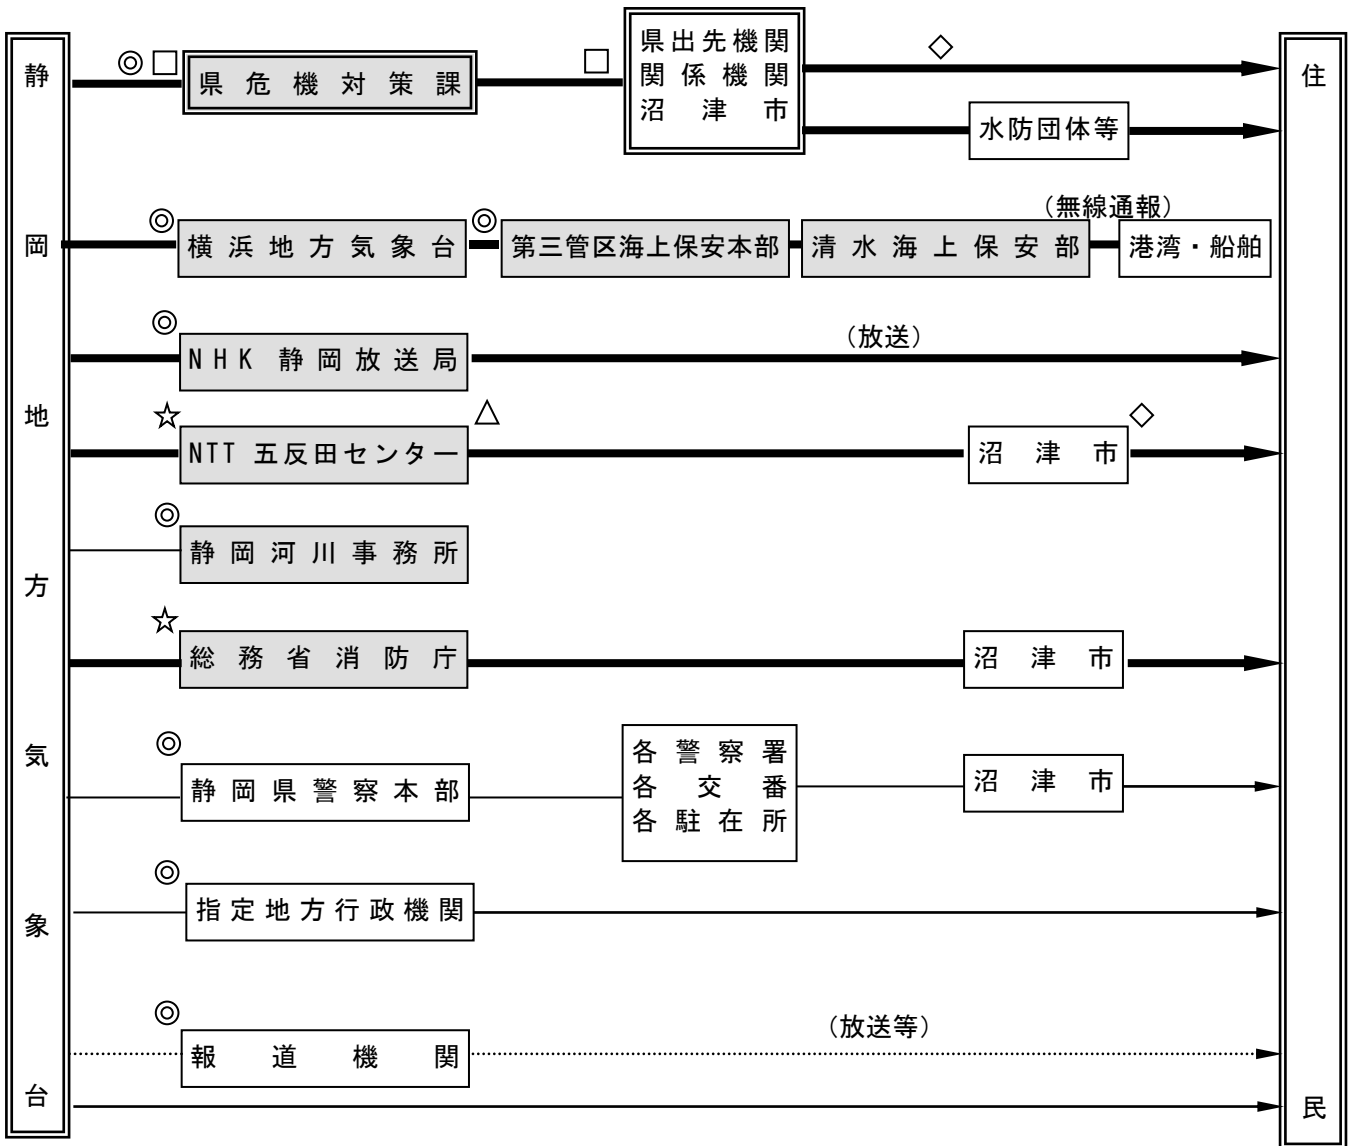 静岡地方気象台
◎ □
県危機対策課
□
県出先機関
関係機関
沼津市
◇
水防団体等
住民
◎
横浜地方気象台
◎
第三管区海上保安本部
清水海上保安部
（無線通報）
港湾・船舶
◎
NHK 静岡放送局
（放送）
☆
NTT 五反田センター
△
沼津市
◇
◎
静岡河川事務所
☆
総務省消防庁
沼津市
◎
静岡県警察本部
各警察署
各交番
各駐在所
沼津市
◎
指定地方行政機関
◎
報道機関
（放送等）